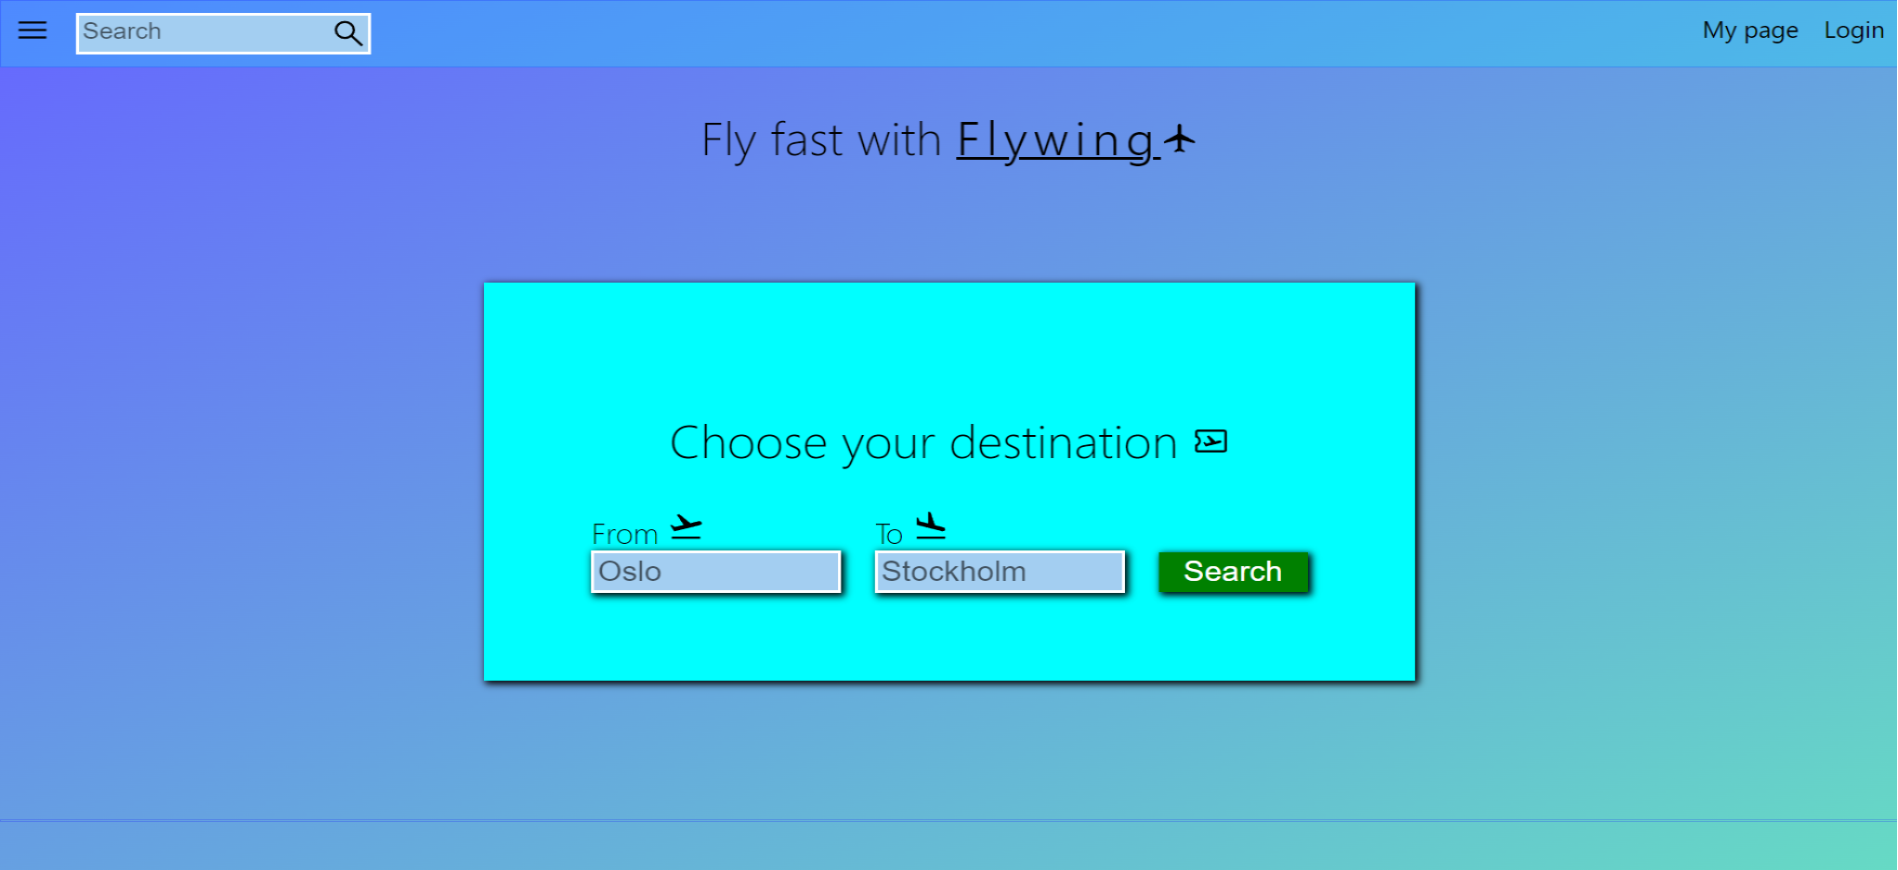 Search
My page Login
Fly fast with Flywing
Choose your destination
From To
Oslo Stockholm Search